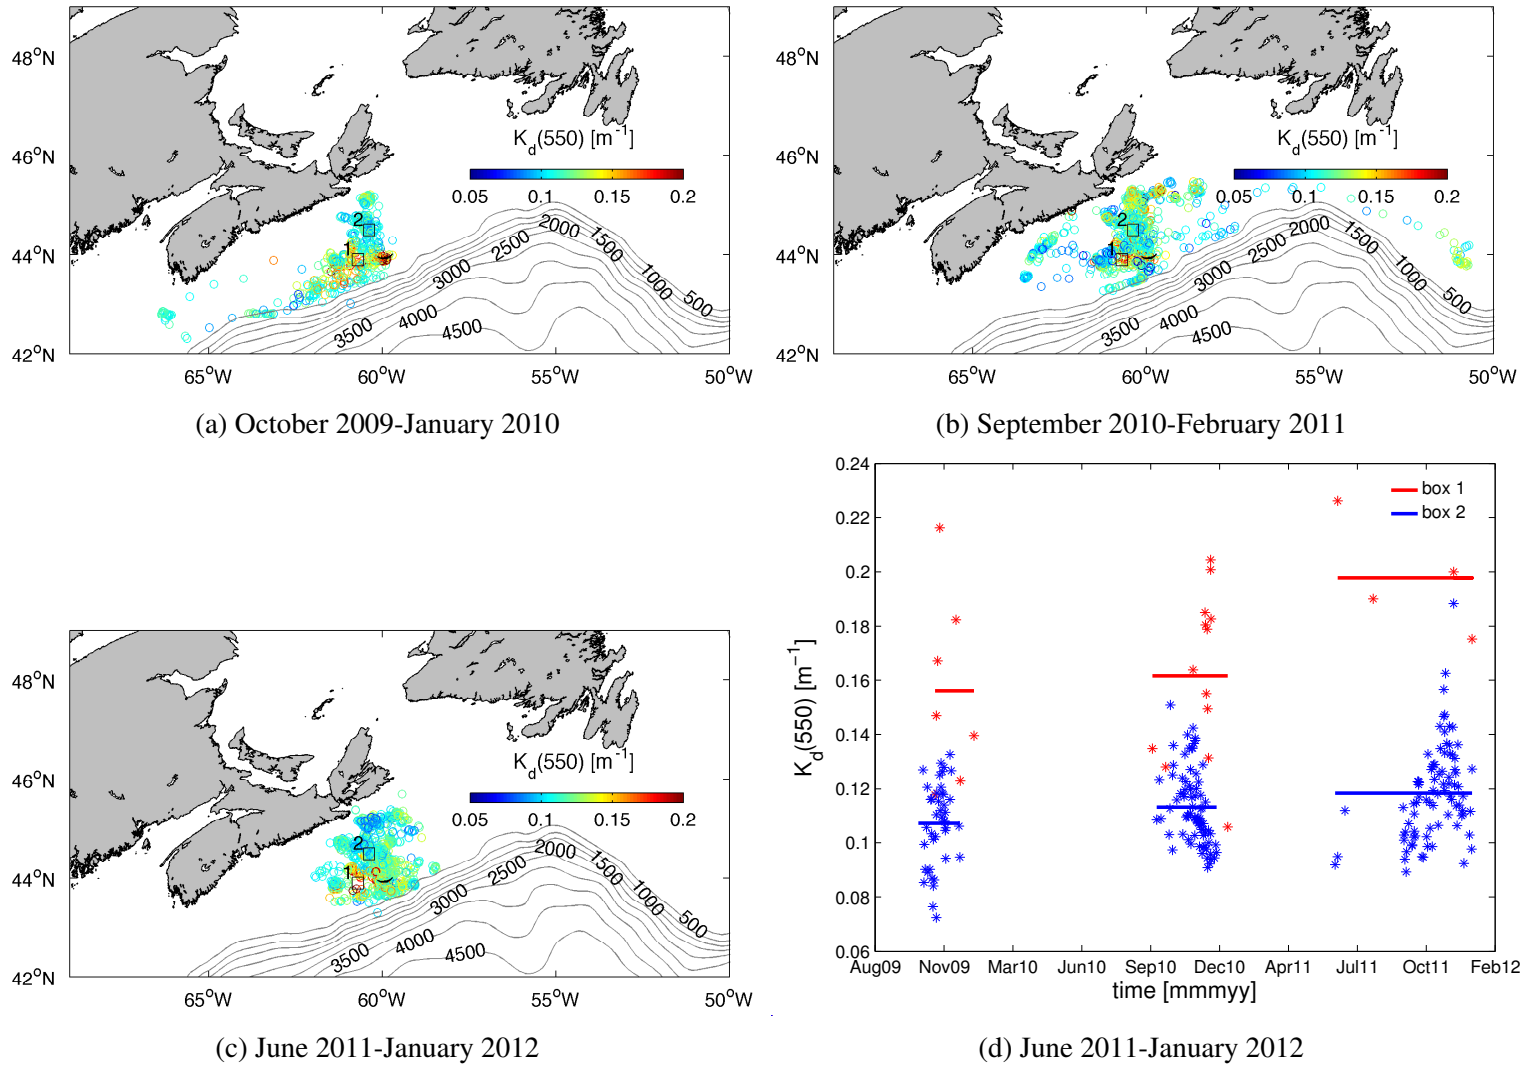 48°N
46°N
44°N
42°N
65°W
60°W
55°W
50°W
K_d(550) [m^-1]
0.05
0.1
0.15
0.2
2
1
500
1000
1500
2000
2500
3000
3500
4000
4500
(a) October 2009-January 2010
48°N
46°N
44°N
42°N
65°W
60°W
55°W
50°W
K_d(550) [m^-1]
0.05
0.1
0.15
0.2
2
1
500
1000
1500
2000
2500
3000
3500
4000
4500
(b) September 2010-February 2011
48°N
46°N
44°N
42°N
65°W
60°W
55°W
50°W
K_d(550) [m^-1]
0.05
0.1
0.15
0.2
2
1
500
1000
1500
2000
2500
3000
3500
4000
4500
(c) June 2011-January 2012
0.24
0.22
0.2
0.18
0.16
0.14
0.12
0.1
0.08
0.06
K_d(550) [m^-1]
box 1
box 2
Aug09 Nov09 Mar10 Jun10 Sep10 Dec10 Apr11 Jul11 Oct11 Feb12
time [mmmyy]
(d) June 2011-January 2012